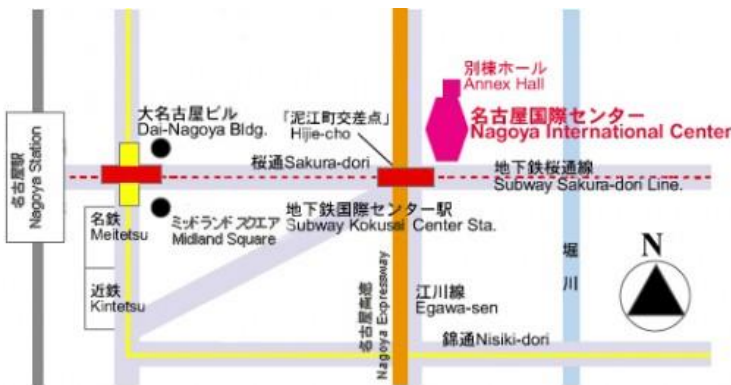 別棟ホール
Annex Hall
名古屋国際センター
Nagoya International Center
大名古屋ビル
Dai-Nagoya Bldg.
「泥江町交差点」
Hijie-cho
桜通Sakura-dori
地下鉄桜通線
Subway Sakura-dori Line.
名古屋駅
Nagoya Station
名鉄
Meitetsu
ミッドランド スクエア
Midland Square
地下鉄国際センター駅
Subway Kokusai Center Sta.
近鉄
Kintetsu
名古屋高速
Nagoya Expressway
江川線
Egawa-sen
堀川
N
錦通Nisiki-dori